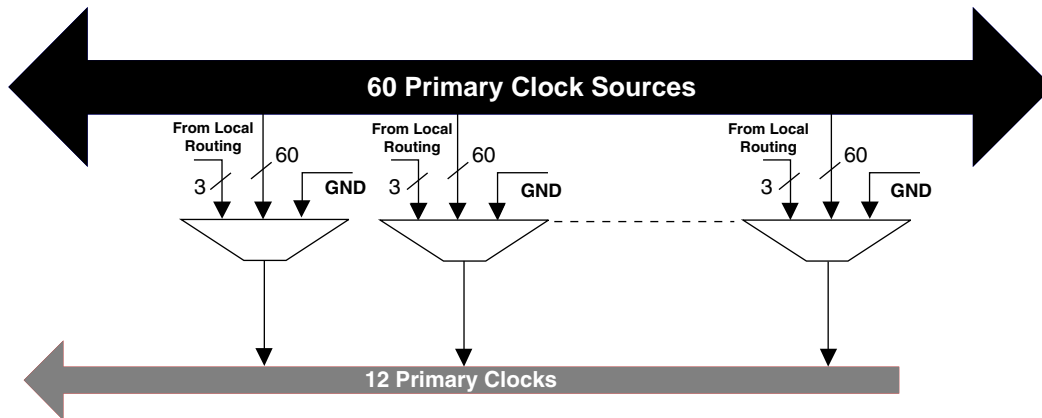 60 Primary Clock Sources
From Local
Routing
3
60
GND
From Local
Routing
3
60
GND
From Local
Routing
3
60
GND
12 Primary Clocks